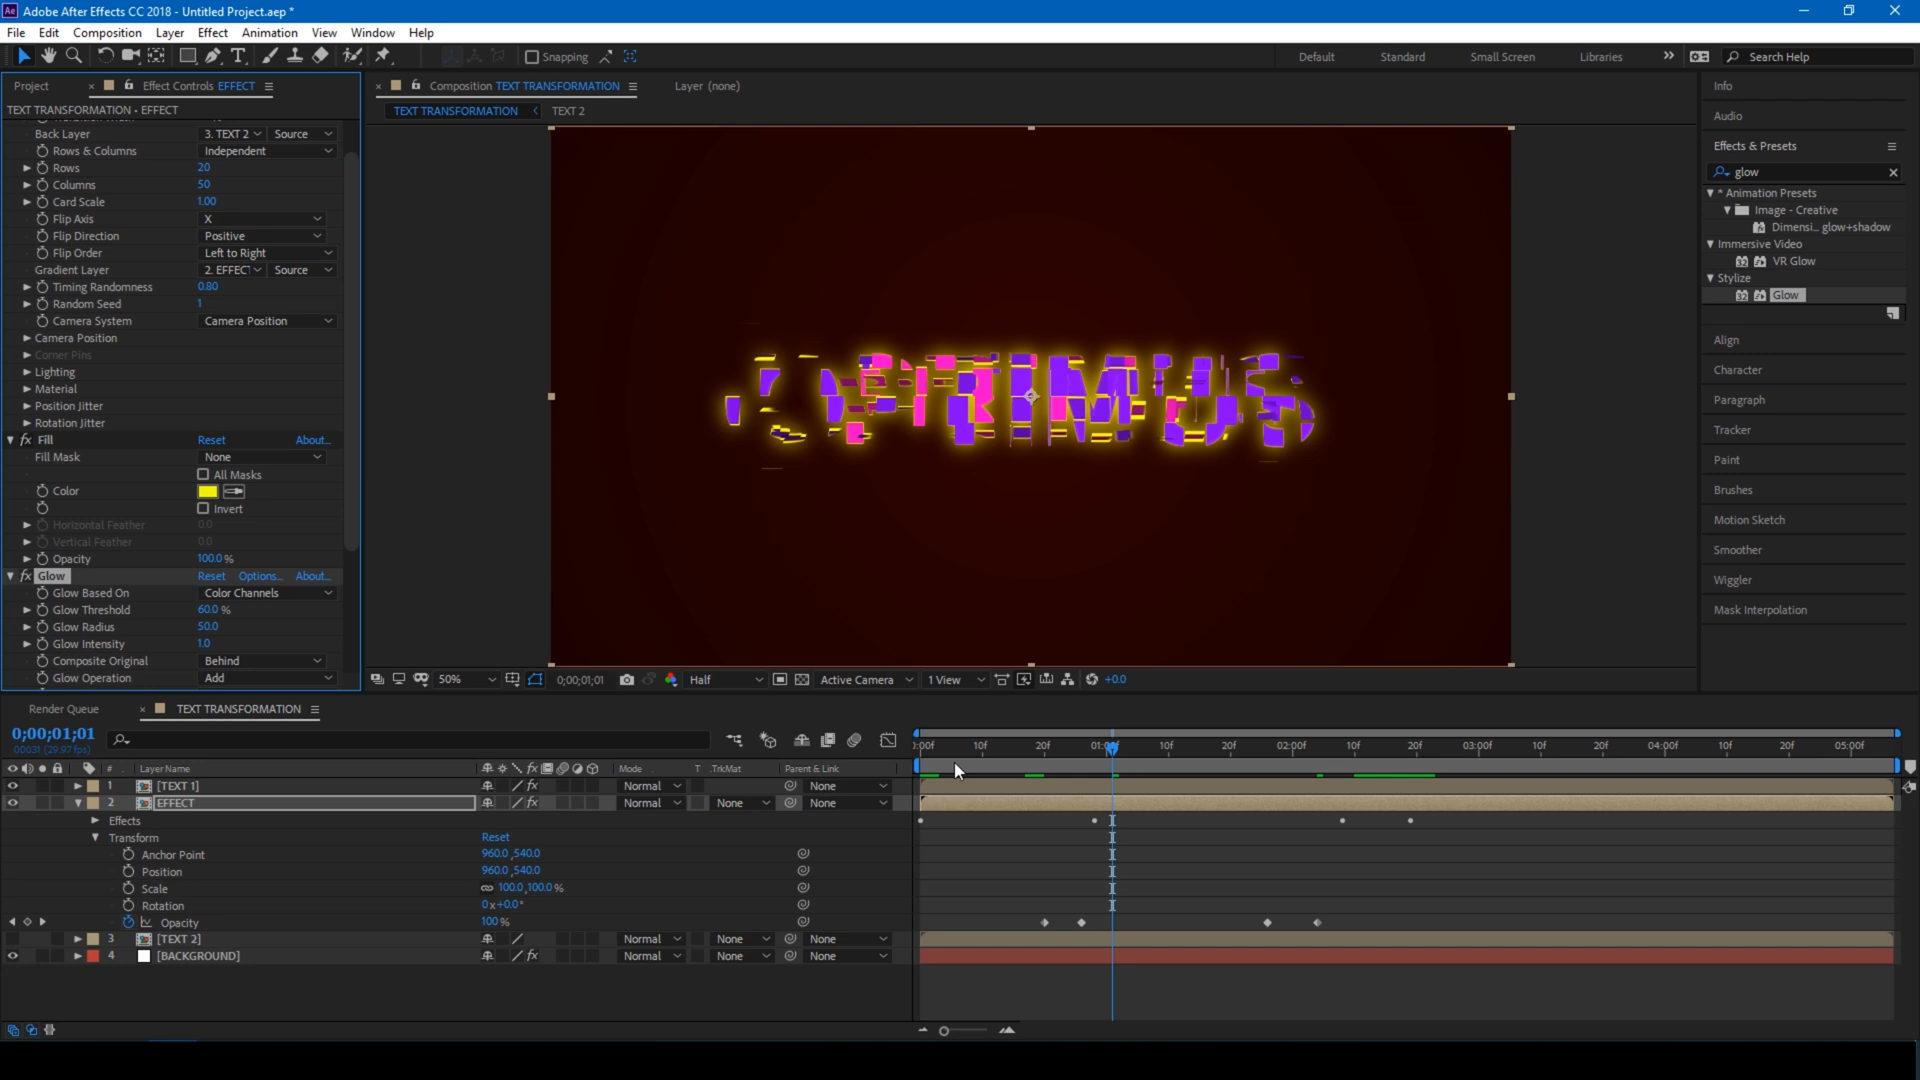 Adobe After Effects CC 2018 - Untitled Project.aep *
File Edit Composition Layer Effect Animation View Window Help
Snapping
Default Standard Small Screen Libraries Search Help
Project Effect Controls EFFECT
TEXT TRANSFORMATION • EFFECT
Back Layer 3. TEXT 2 Source
Rows & Columns Independent
Rows 20
Columns 50
Card Scale 1.00
Flip Axis X
Flip Direction Positive
Flip Order Left to Right
Gradient Layer 2. EFFECT Source
Timing Randomness 0.80
Random Seed 1
Camera System Camera Position
Camera Position
Corner Pins
Lighting
Material
Position Jitter
Rotation Jitter
fx Fill Reset About...
Fill Mask None
All Masks
Color
Invert
Horizontal Feather 0.0
Vertical Feather 0.0
Opacity 100.0 %
fx Glow Reset Options... About...
Glow Based On Color Channels
Glow Threshold 60.0 %
Glow Radius 50.0
Glow Intensity 1.0
Composite Original Behind
Glow Operation Add
Composition TEXT TRANSFORMATION Layer (none)
TEXT TRANSFORMATION TEXT 2
50% 0;00;01;01 Half Active Camera 1 View +0.0
Info
Audio
Effects & Presets
glow
* Animation Presets
Image - Creative
Dimensi... glow+shadow
Immersive Video
VR Glow
Stylize
Glow
Align
Character
Paragraph
Tracker
Paint
Brushes
Motion Sketch
Smoother
Wiggler
Mask Interpolation
Render Queue TEXT TRANSFORMATION
0;00;01;01
00031 (29.97 fps)
:00f 10f 20f 10f 20f 02:00f 10f 20f 03:00f 10f 20f 04:00f 10f 20f 05:00f
# Layer Name Mode T .TrkMat Parent & Link
1 [TEXT 1] Normal None
2 EFFECT Normal None None
Effects
Transform Reset
Anchor Point 960.0,540.0
Position 960.0,540.0
Scale 100.0,100.0 %
Rotation 0x+0.0°
Opacity 100 %
3 [TEXT 2] Normal None None
4 [BACKGROUND] Normal None None